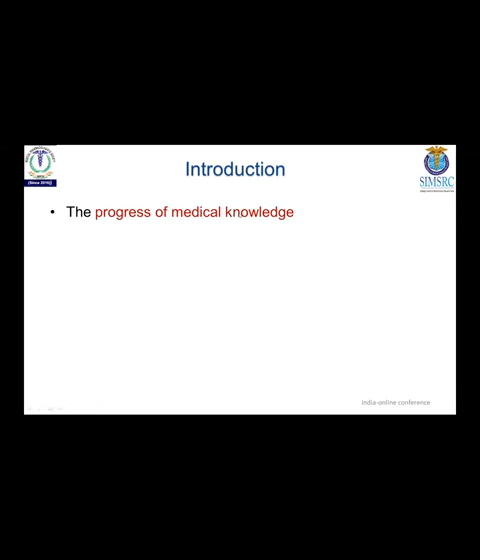 Introduction
(Since 2016)]
SIMSRC
• The progress of medical knowledge
india-online conference